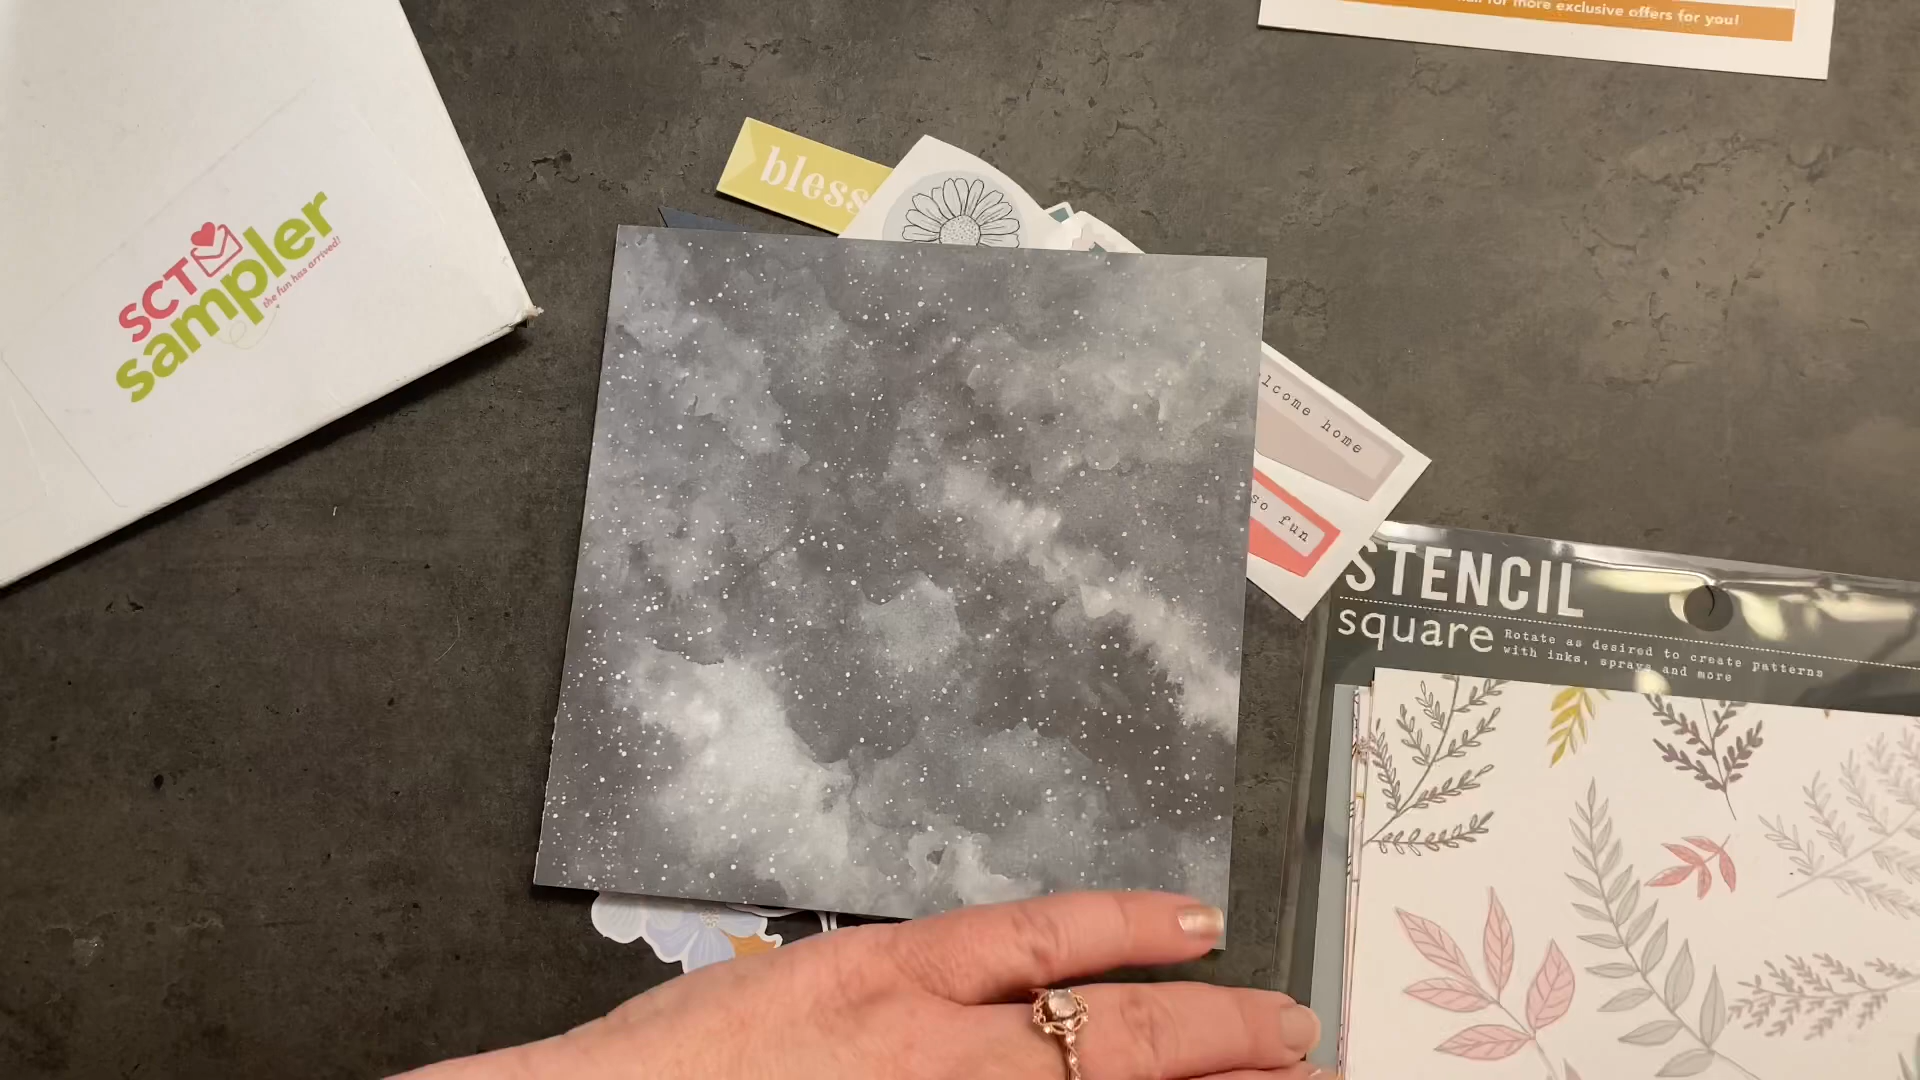 for more exclusive offers for you!
bless
SCT
sampler
the fun has arrived!
lcome home
so fun
STENCIL
square
Rotate as desired to create patterns
with inks, sprays and more